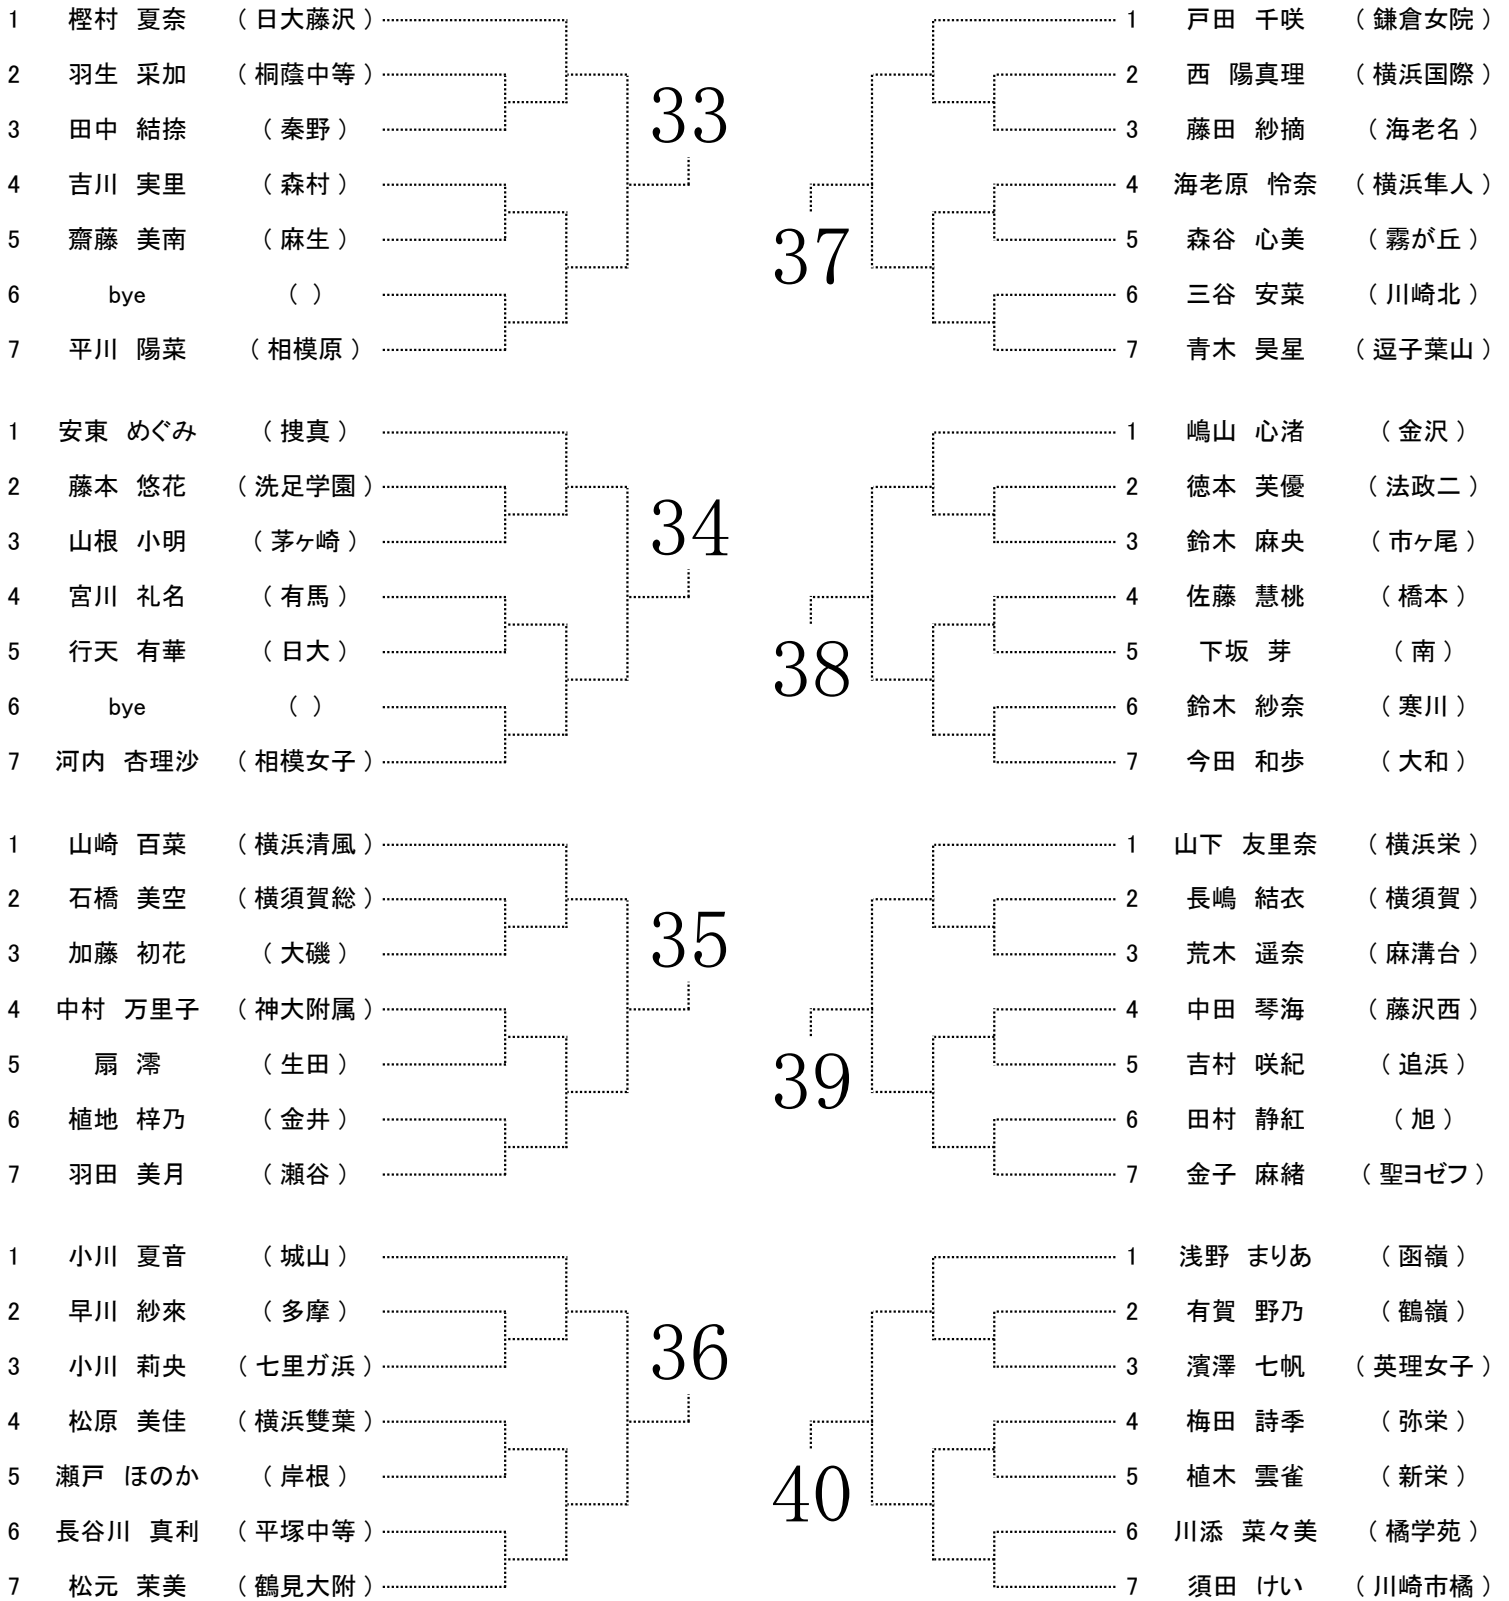 1 樫村 夏奈 （ 日大藤沢 ）
2 羽生 采加 （ 桐蔭中等 ）
3 田中 結捺 （ 秦野 ）
4 吉川 実里 （ 森村 ）
5 齋藤 美南 （ 麻生 ）
6 bye （ ）
7 平川 陽菜 （ 相模原 ）
33
1 安東 めぐみ （ 捜真 ）
2 藤本 悠花 （ 洗足学園 ）
3 山根 小明 （ 茅ヶ崎 ）
4 宮川 礼名 （ 有馬 ）
5 行天 有華 （ 日大 ）
6 bye （ ）
7 河内 杏理沙 （ 相模女子 ）
34
1 山崎 百菜 （ 横浜清風 ）
2 石橋 美空 （ 横須賀総 ）
3 加藤 初花 （ 大磯 ）
4 中村 万里子 （ 神大附属 ）
5 扇 澪 （ 生田 ）
6 植地 梓乃 （ 金井 ）
7 羽田 美月 （ 瀬谷 ）
35
1 小川 夏音 （ 城山 ）
2 早川 紗來 （ 多摩 ）
3 小川 莉央 （ 七里ガ浜 ）
4 松原 美佳 （ 横浜雙葉 ）
5 瀬戸 ほのか （ 岸根 ）
6 長谷川 真利 （ 平塚中等 ）
7 松元 茉美 （ 鶴見大附 ）
36
1 戸田 千咲 （ 鎌倉女院 ）
2 西 陽真理 （ 横浜国際 ）
3 藤田 紗摘 （ 海老名 ）
4 海老原 怜奈 （ 横浜隼人 ）
5 森谷 心美 （ 霧が丘 ）
6 三谷 安菜 （ 川崎北 ）
7 青木 昊星 （ 逗子葉山 ）
37
1 嶋山 心渚 （ 金沢 ）
2 徳本 芙優 （ 法政二 ）
3 鈴木 麻央 （ 市ヶ尾 ）
4 佐藤 慧桃 （ 橋本 ）
5 下坂 芽 （ 南 ）
6 鈴木 紗奈 （ 寒川 ）
7 今田 和歩 （ 大和 ）
38
1 山下 友里奈 （ 横浜栄 ）
2 長嶋 結衣 （ 横須賀 ）
3 荒木 遥奈 （ 麻溝台 ）
4 中田 琴海 （ 藤沢西 ）
5 吉村 咲紀 （ 追浜 ）
6 田村 静紅 （ 旭 ）
7 金子 麻緒 （ 聖ヨゼフ ）
39
1 浅野 まりあ （ 函嶺 ）
2 有賀 野乃 （ 鶴嶺 ）
3 濱澤 七帆 （ 英理女子 ）
4 梅田 詩季 （ 弥栄 ）
5 植木 雲雀 （ 新栄 ）
6 川添 菜々美 （ 橘学苑 ）
7 須田 けい （ 川崎市橘 ）
40